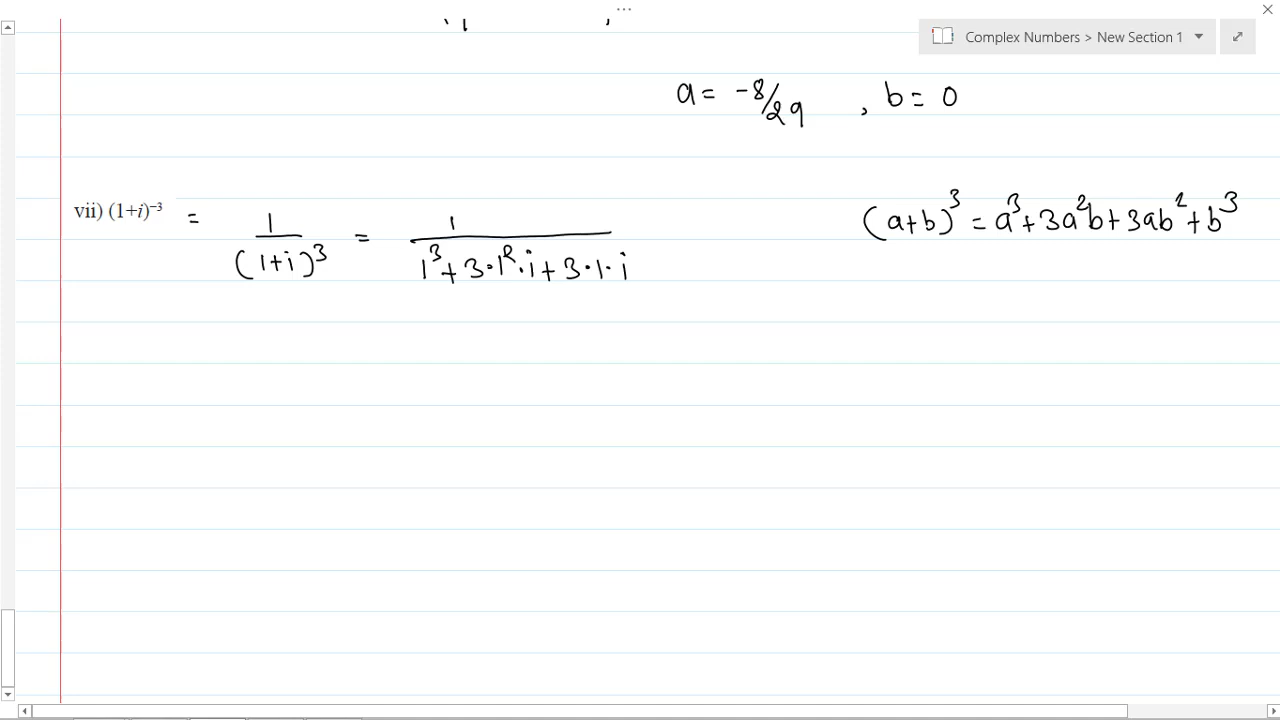 Complex Numbers > New Section 1
a = -8/29 , b = 0
vii) (1+i)⁻³ = 1/(1+i)³ = 1/(1³+3·1²·i+3·1·i (a+b)³ = a³+3a²b+3ab²+b³